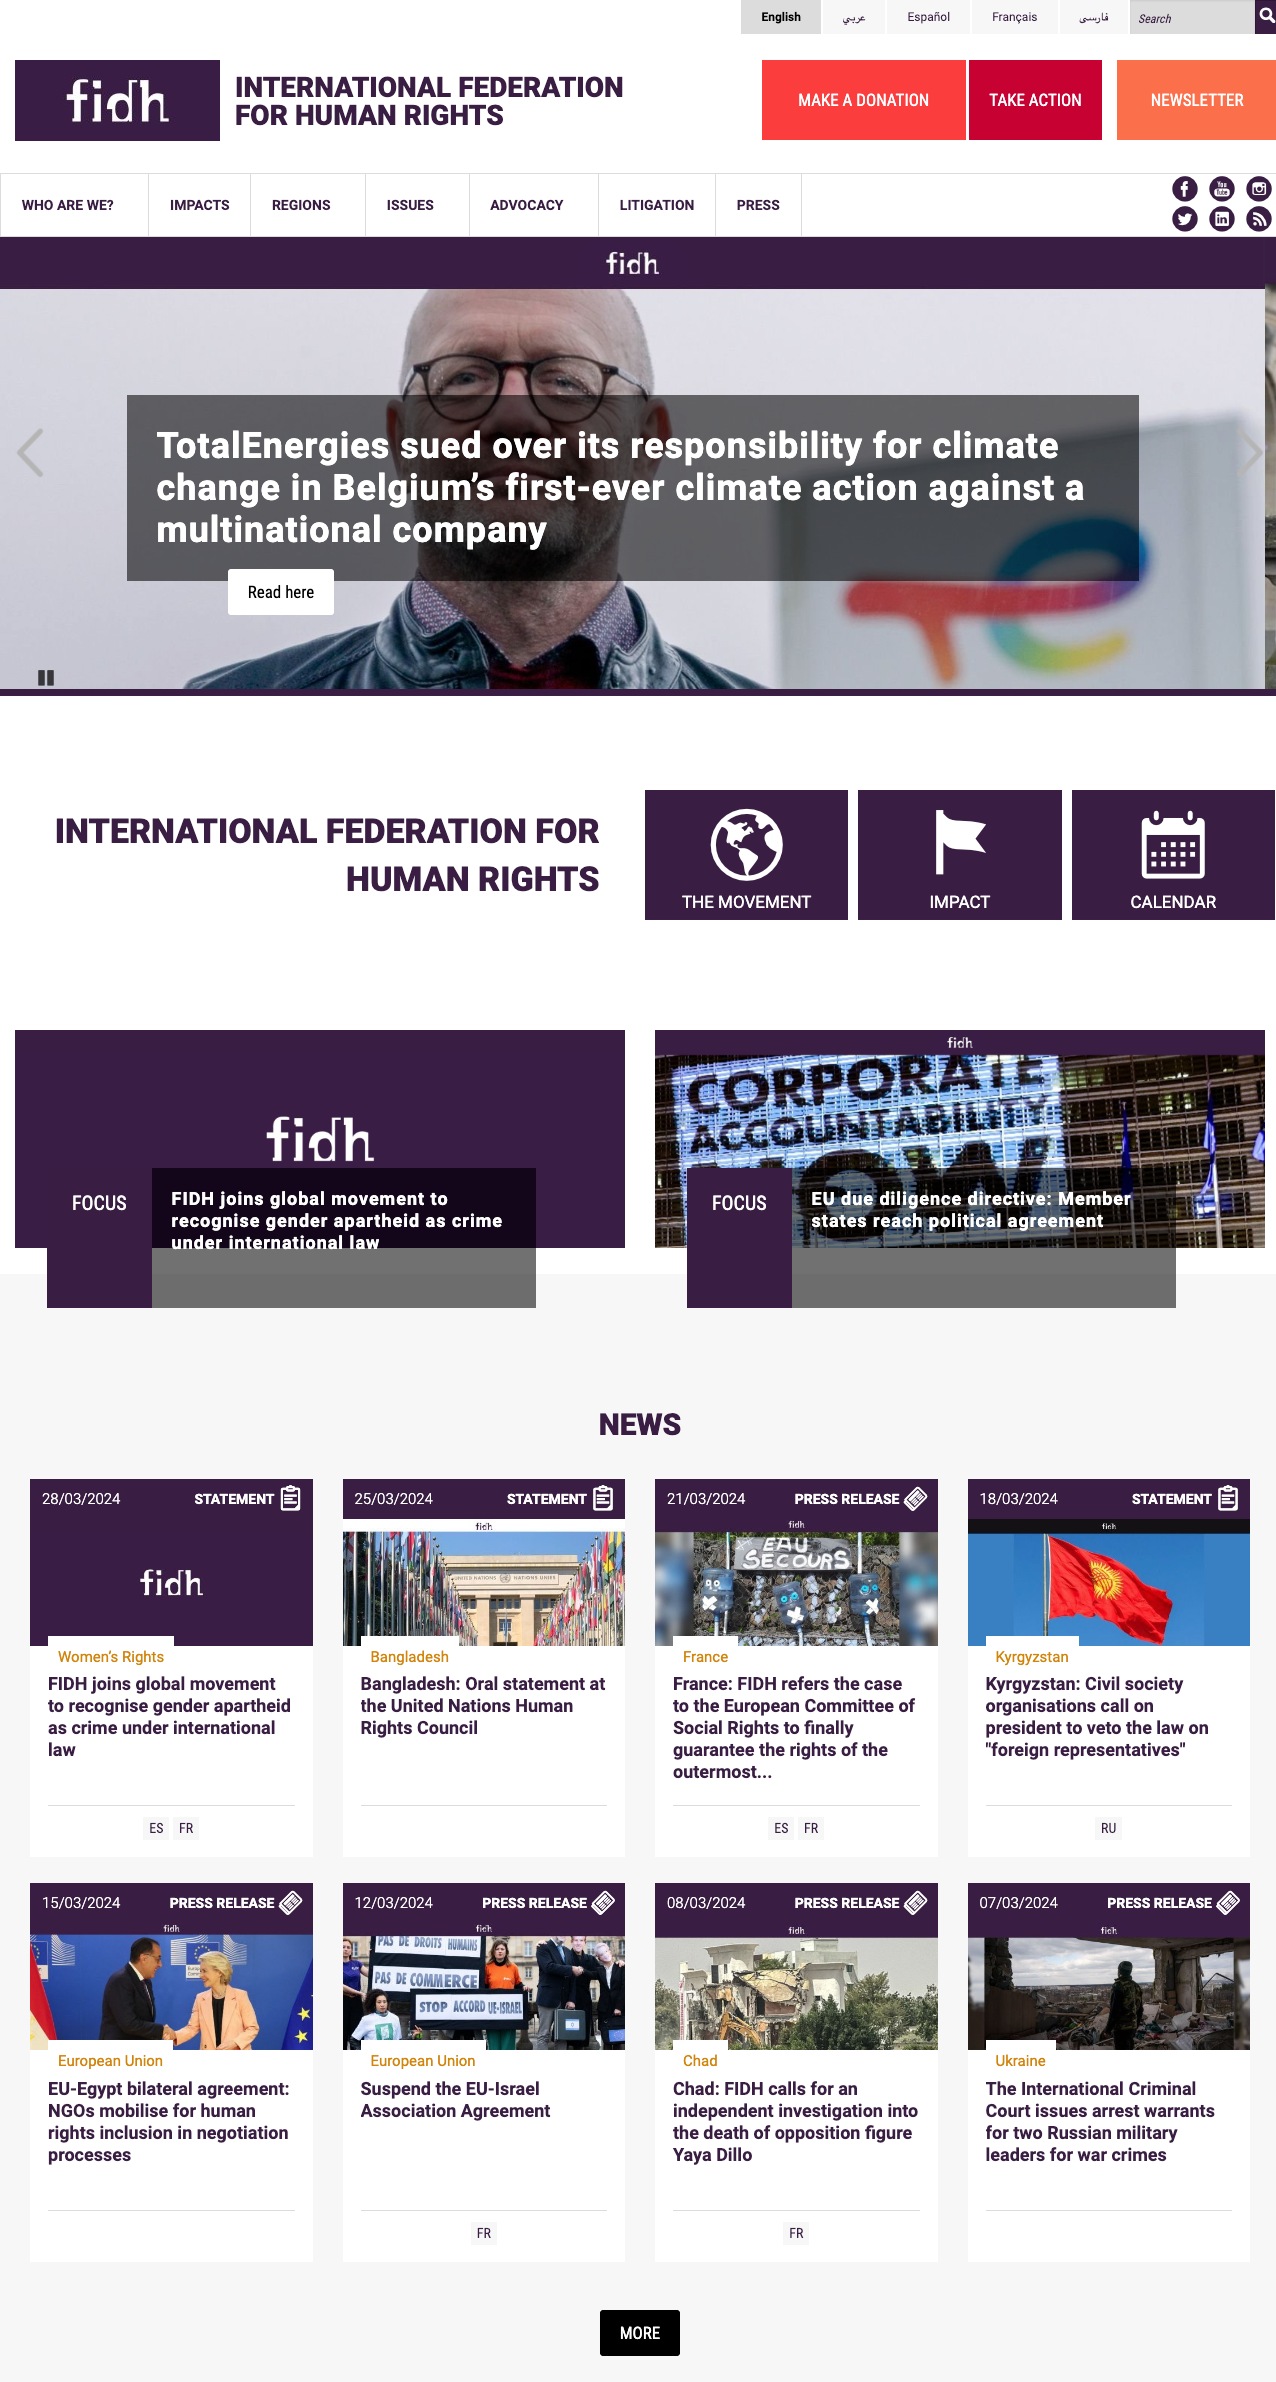 English
عربي
Español
Français
فارسی
Search
fidh
INTERNATIONAL FEDERATION
FOR HUMAN RIGHTS
MAKE A DONATION
TAKE ACTION
NEWSLETTER
WHO ARE WE?
IMPACTS
REGIONS
ISSUES
ADVOCACY
LITIGATION
PRESS
fidh
TotalEnergies sued over its responsibility for climate
change in Belgium’s first-ever climate action against a
multinational company
Read here
INTERNATIONAL FEDERATION FOR
HUMAN RIGHTS
THE MOVEMENT
IMPACT
CALENDAR
fidh
FOCUS
FIDH joins global movement to
recognise gender apartheid as crime
under international law
fidh
CORPORATE
ACCOUNTABILITY
FOCUS
EU due diligence directive: Member
states reach political agreement
NEWS
28/03/2024
STATEMENT
fidh
Women’s Rights
FIDH joins global movement
to recognise gender apartheid
as crime under international
law
ES FR
25/03/2024
STATEMENT
fidh
UNITED NATIONS NATIONS UNIES
Bangladesh
Bangladesh: Oral statement at
the United Nations Human
Rights Council
21/03/2024
PRESS RELEASE
fidh
EAU
SECOURS
France
France: FIDH refers the case
to the European Committee of
Social Rights to finally
guarantee the rights of the
outermost...
ES FR
18/03/2024
STATEMENT
fidh
Kyrgyzstan
Kyrgyzstan: Civil society
organisations call on
president to veto the law on
"foreign representatives"
RU
15/03/2024
PRESS RELEASE
fidh
European Union
EU-Egypt bilateral agreement:
NGOs mobilise for human
rights inclusion in negotiation
processes
12/03/2024
PRESS RELEASE
fidh
PAS DE DROITS HUMAINS
PAS DE COMMERCE
STOP ACCORD UE-ISRAEL
European Union
Suspend the EU-Israel
Association Agreement
FR
08/03/2024
PRESS RELEASE
fidh
Chad
Chad: FIDH calls for an
independent investigation into
the death of opposition figure
Yaya Dillo
FR
07/03/2024
PRESS RELEASE
fidh
Ukraine
The International Criminal
Court issues arrest warrants
for two Russian military
leaders for war crimes
MORE